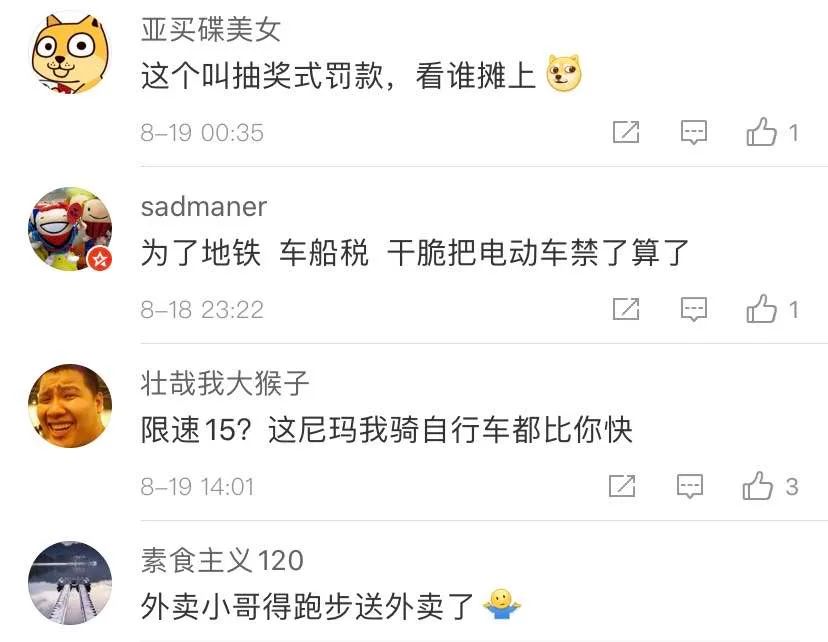 亚买碟美女
这个叫抽奖式罚款，看谁摊上
8-19 00:35
1
sadmaner
为了地铁 车船税 干脆把电动车禁了算了
8-18 23:22
1
壮哉我大猴子
限速15？这尼玛我骑自行车都比你快
8-19 14:01
3
素食主义120
外卖小哥得跑步送外卖了